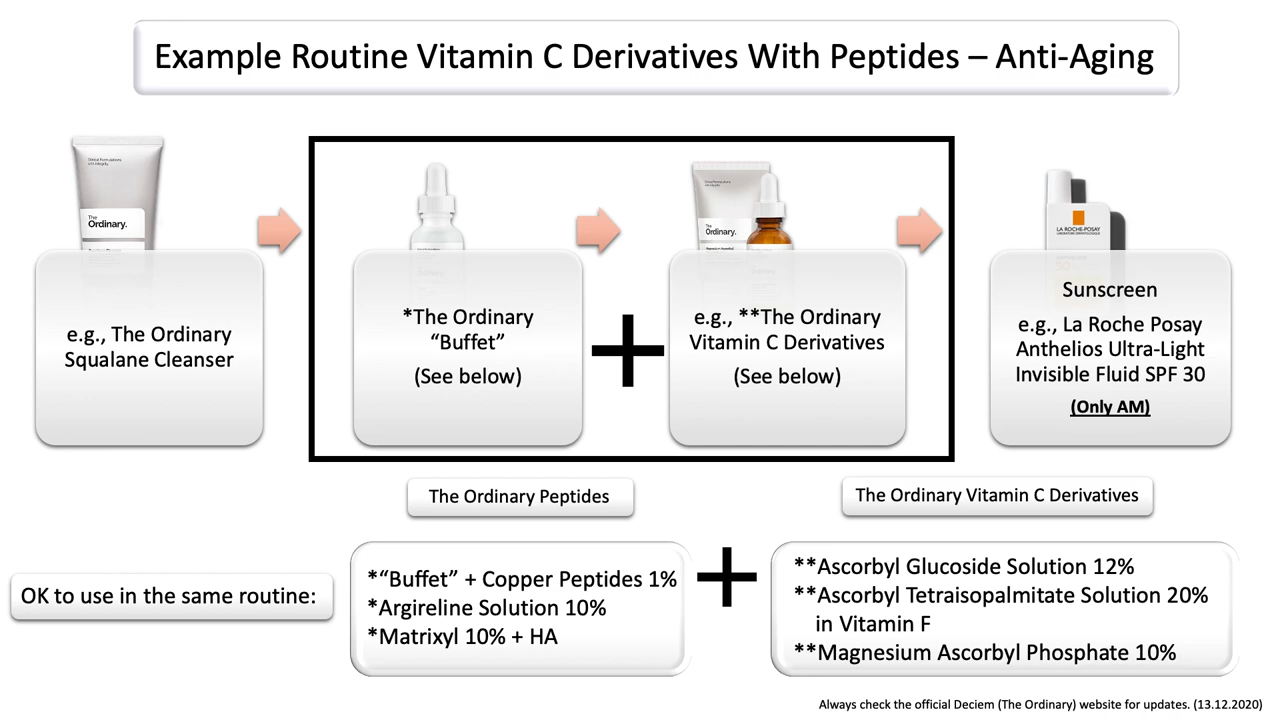 Example Routine Vitamin C Derivatives With Peptides – Anti-Aging
The
Ordinary.
e.g., The Ordinary
Squalane Cleanser
*The Ordinary
“Buffet”
(See below)
The
Ordinary.
e.g., **The Ordinary
Vitamin C Derivatives
(See below)
LA ROCHE-POSAY
Sunscreen
e.g., La Roche Posay
Anthelios Ultra-Light
Invisible Fluid SPF 30
(Only AM)
The Ordinary Peptides
The Ordinary Vitamin C Derivatives
OK to use in the same routine:
*“Buffet” + Copper Peptides 1%
*Argireline Solution 10%
*Matrixyl 10% + HA
**Ascorbyl Glucoside Solution 12%
**Ascorbyl Tetraisopalmitate Solution 20%
in Vitamin F
**Magnesium Ascorbyl Phosphate 10%
Always check the official Deciem (The Ordinary) website for updates. (13.12.2020)